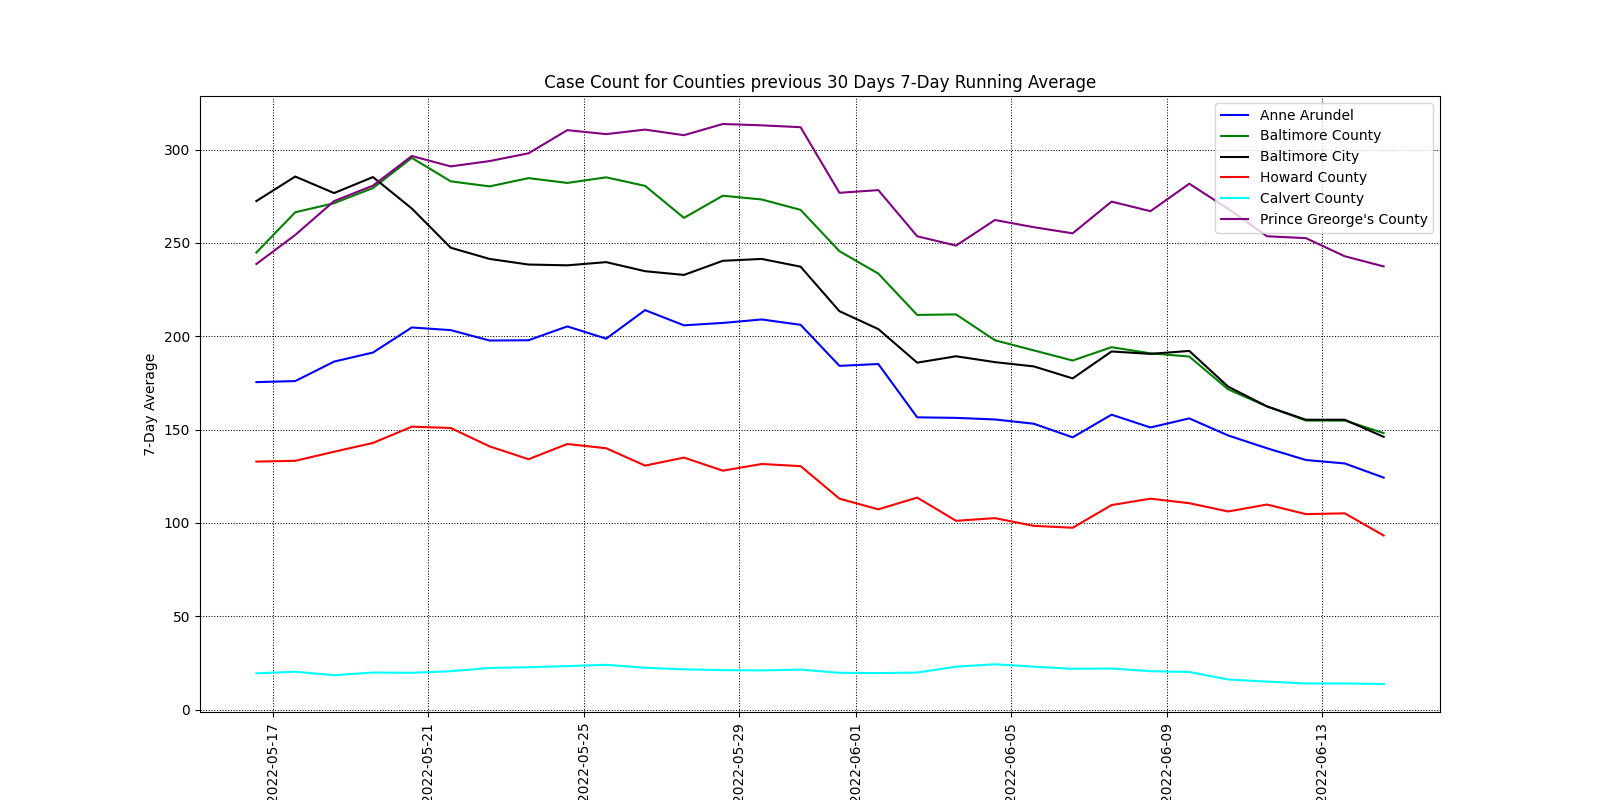 Case Count for Counties previous 30 Days 7-Day Running Average
Anne Arundel
Baltimore County
Baltimore City
Howard County
Calvert County
Prince Greorge's County
7-Day Average
300
250
200
150
100
50
0
2022-05-17
2022-05-21
2022-05-25
2022-05-29
2022-06-01
2022-06-05
2022-06-09
2022-06-13